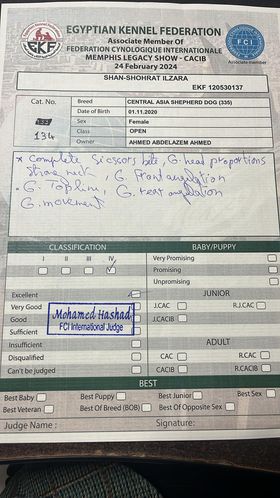 EGYPTIAN KENNEL FEDERATION
Associate Member Of
FEDERATION CYNOLOGIQUE INTERNATIONALE
MEMPHIS LEGACY SHOW - CACIB
24 February 2024
EKF
FCI
Associate member
SHAN-SHOHRAT ILZARA
EKF 120530137
Cat. No.
134
Breed CENTRAL ASIA SHEPHERD DOG (335)
Date of Birth 01.11.2020
Sex Female
Class OPEN
Owner AHMED ABDELAZEM AHMED
* Complete Sicssors bite, G. head proportions
neck, G. Front angulation
. G. Topline, G. rear angulation
G. movement
CLASSIFICATION
I II III IV
Excellent
Very Good
Good
Sufficient
Insufficient
Disqualified
Can't be judged
Mohamed Hashad
FCI International Judge
BABY/PUPPY
Very Promising
Promising
Unpromising
JUNIOR
J.CAC R.J.CAC
J.CACIB
ADULT
CAC R.CAC
CACIB R.CACIB
BEST
Best Baby Best Puppy Best Junior Best Sex
Best Veteran Best Of Breed (BOB) Best Of Opposite Sex
Judge Name : Signature: